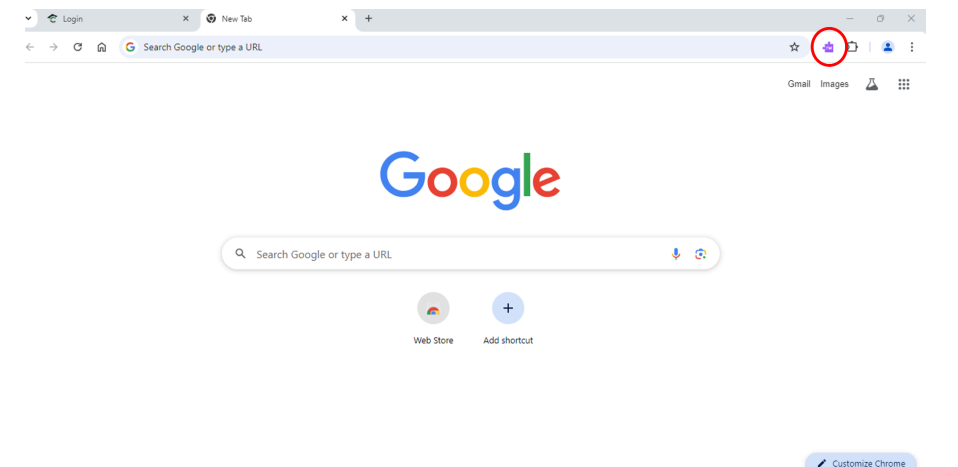 Login
New Tab
Search Google or type a URL
Gmail Images
Google
Search Google or type a URL
Web Store Add shortcut
Customize Chrome